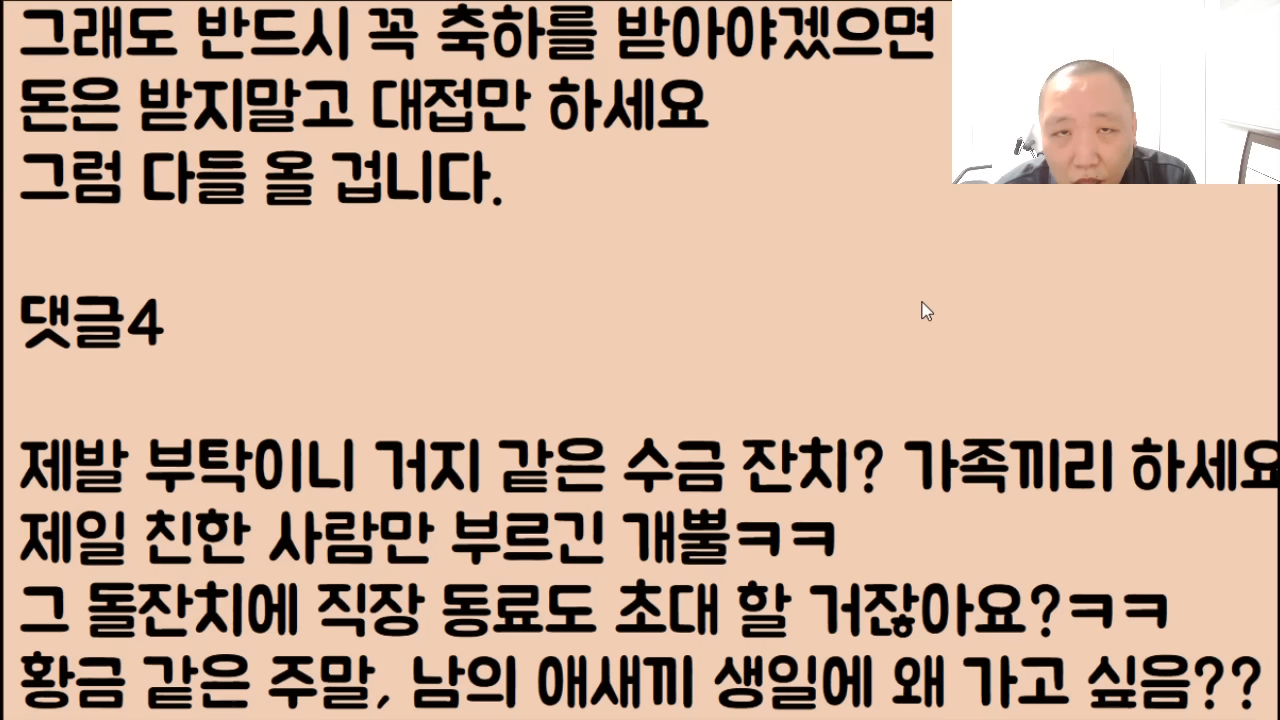 그래도 반드시 꼭 축하를 받아야겠으면
돈은 받지말고 대접만 하세요
그럼 다들 올 겁니다.
댓글4
제발 부탁이니 거지 같은 수금 잔치? 가족끼리 하세요
제일 친한 사람만 부르긴 개뿔ㅋㅋ
그 돌잔치에 직장 동료도 초대 할 거잖아요?ㅋㅋ
황금 같은 주말, 남의 애새끼 생일에 왜 가고 싶음??